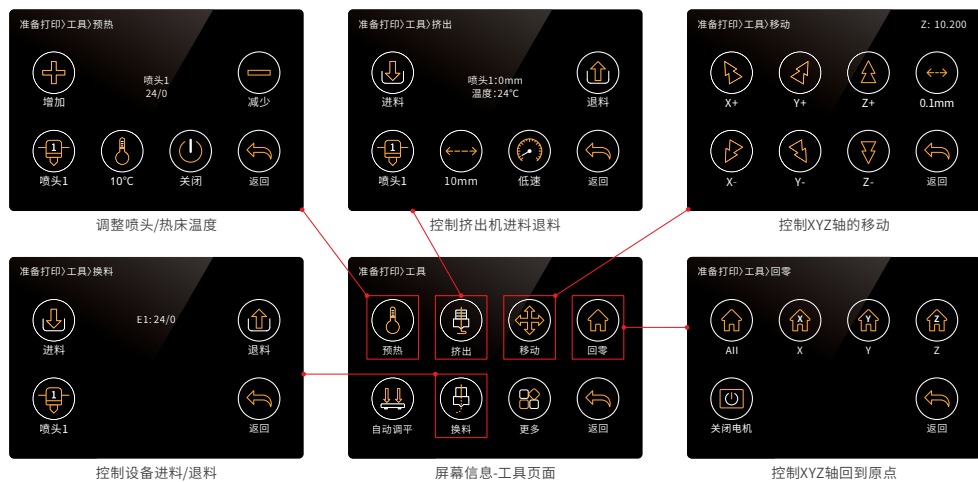 准备打印〉工具〉预热
喷头1
24/0
增加
减少
1
喷头1
10℃
关闭
返回
调整喷头/热床温度
准备打印〉工具〉挤出
喷头1:0mm
温度:24℃
进料
退料
1
喷头1
10mm
低速
返回
控制挤出机进料退料
准备打印〉工具〉移动
Z: 10.200
X+
Y+
Z+
0.1mm
X-
Y-
Z-
返回
控制XYZ轴的移动
准备打印〉工具〉换料
E1:24/0
进料
退料
1
喷头1
返回
控制设备进料/退料
准备打印〉工具
预热
挤出
移动
回零
自动调平
换料
更多
返回
屏幕信息-工具页面
准备打印〉工具〉回零
X
Y
Z
All
X
Y
Z
关闭电机
返回
控制XYZ轴回到原点